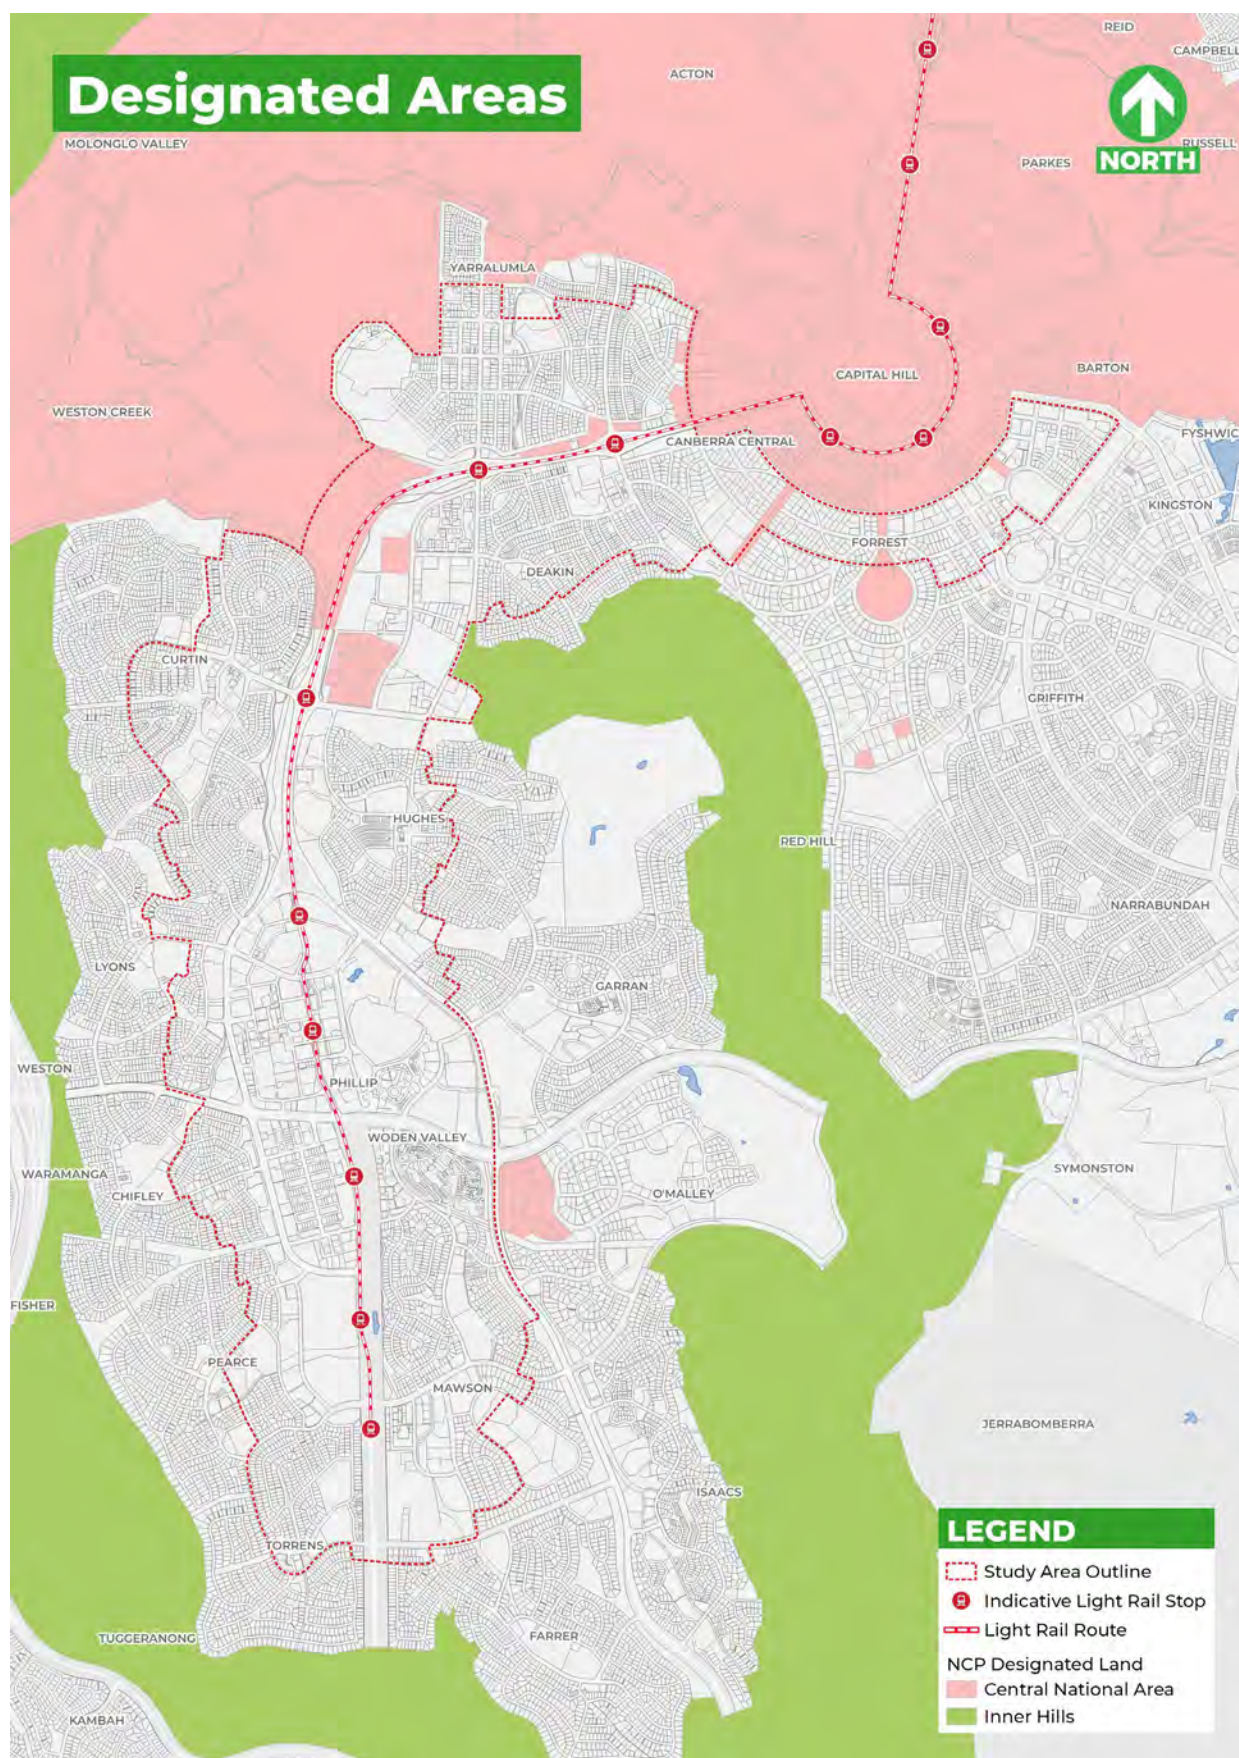 REID
CAMPBELL
ACTON
Designated Areas
MOLONGLO VALLEY
RUSSELL
PARKES
NORTH
YARRALUMLA
BARTON
CAPITAL HILL
WESTON CREEK
FYSHWIC
CANBERRA CENTRAL
KINGSTON
FORREST
DEAKIN
CURTIN
GRIFFITH
HUGHES
RED HILL
NARRABUNDAH
LYONS
GARRAN
WESTON
PHILLIP
WODEN VALLEY
WARAMANGA
SYMONSTON
CHIFLEY
O'MALLEY
FISHER
PEARCE
MAWSON
JERRABOMBERRA
ISAACS
LEGEND
TORRENS
Study Area Outline
Indicative Light Rail Stop
Light Rail Route
TUGGERANONG
FARRER
NCP Designated Land
Central National Area
Inner Hills
KAMBAH